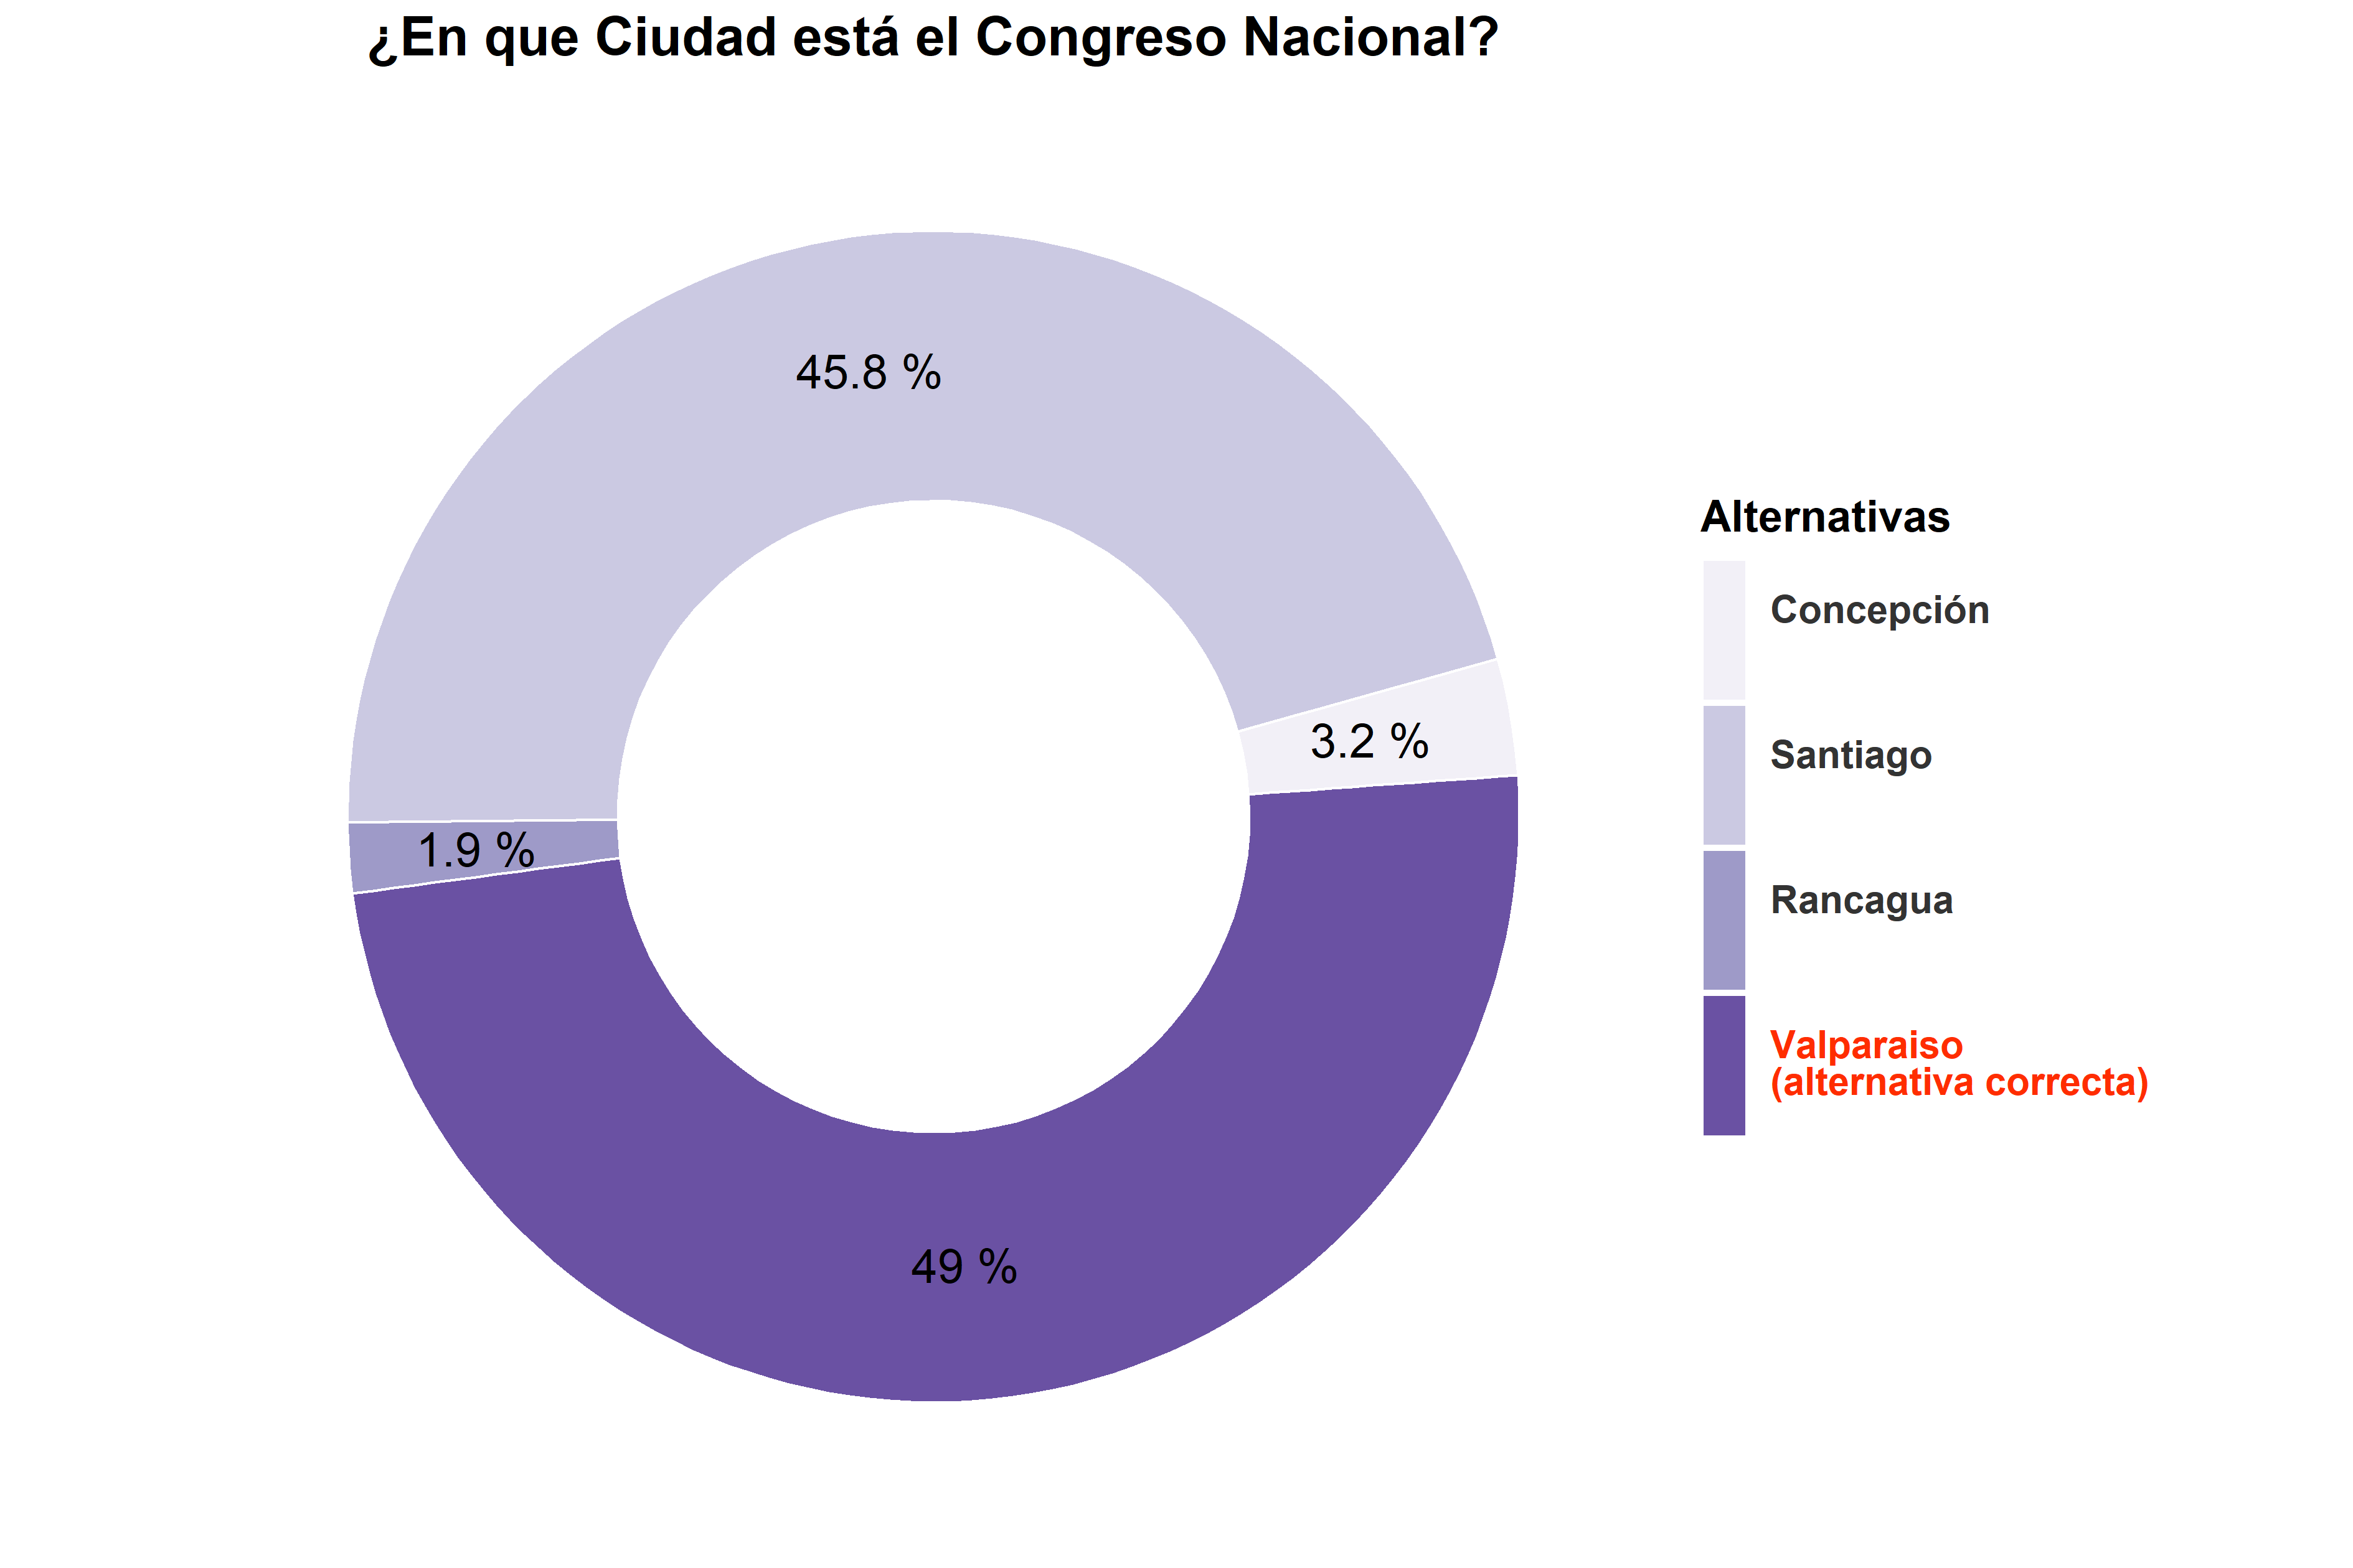 ¿En que Ciudad está el Congreso Nacional?
45.8 %
3.2 %
1.9 %
49 %
Alternativas
Concepción
Santiago
Rancagua
Valparaiso
(alternativa correcta)